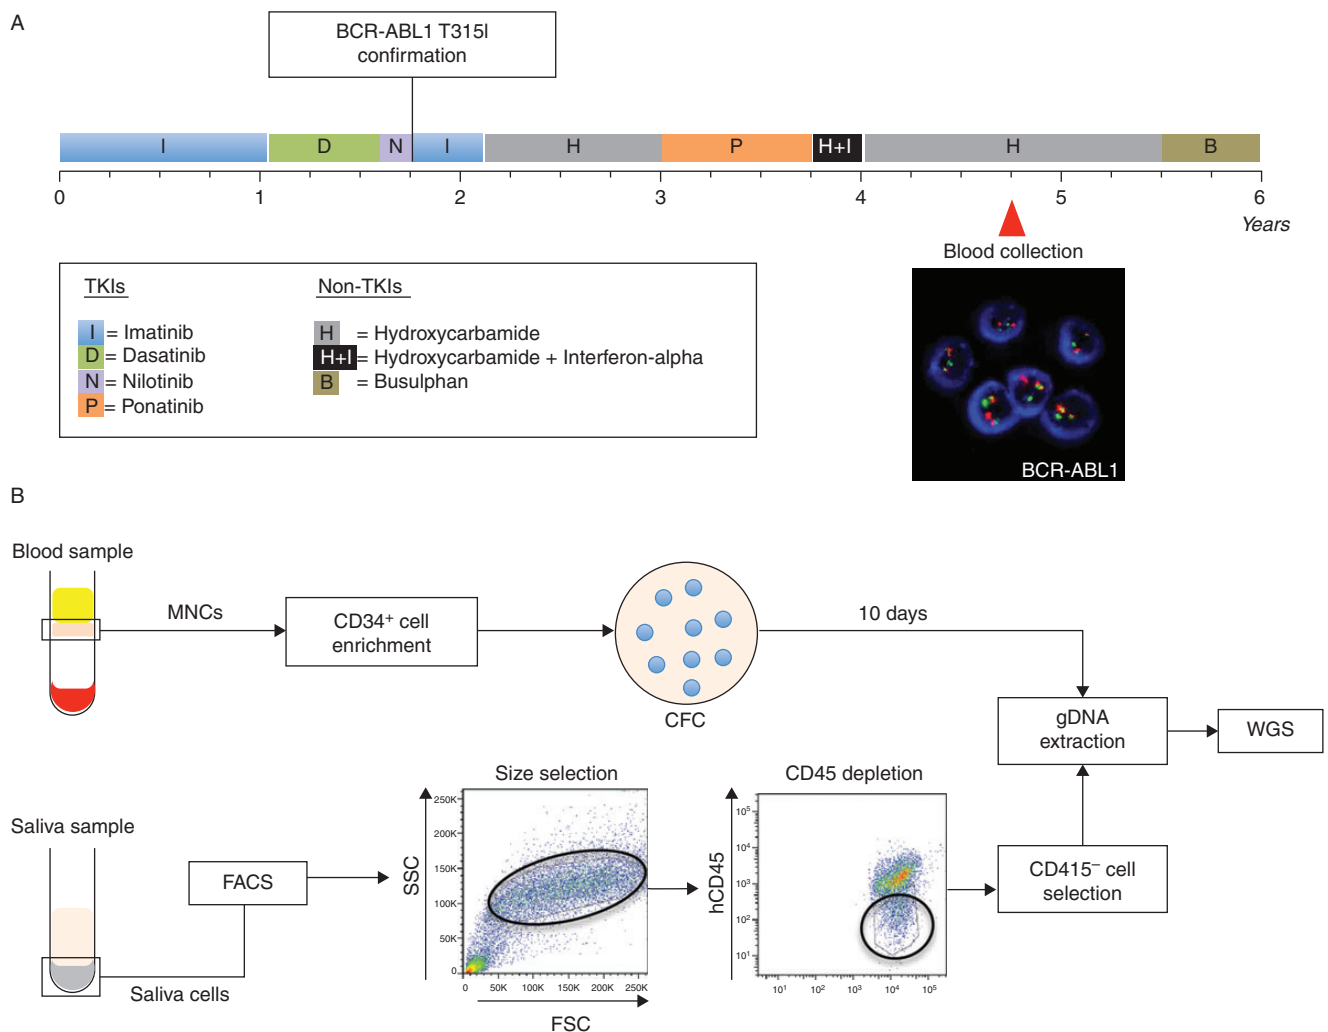 A
BCR-ABL1 T315I
confirmation
I D N I H P H+I H B
0 1 2 3 4 5 6
Years
Blood collection
TKIs
I = Imatinib
D = Dasatinib
N = Nilotinib
P = Ponatinib
Non-TKIs
H = Hydroxycarbamide
H+I = Hydroxycarbamide + Interferon-alpha
B = Busulphan
BCR-ABL1
B
Blood sample
MNCs
CD34+ cell
enrichment
CFC
10 days
gDNA
extraction
WGS
Saliva sample
Saliva cells
FACS
Size selection
SSC
250K
200K
150K
100K
50K
0
0 50K 100K 150K 200K 250K
FSC
CD45 depletion
hCD45
10⁵
10⁴
10³
10²
10¹
10¹ 10² 10³ 10⁴ 10⁵
CD415⁻ cell
selection